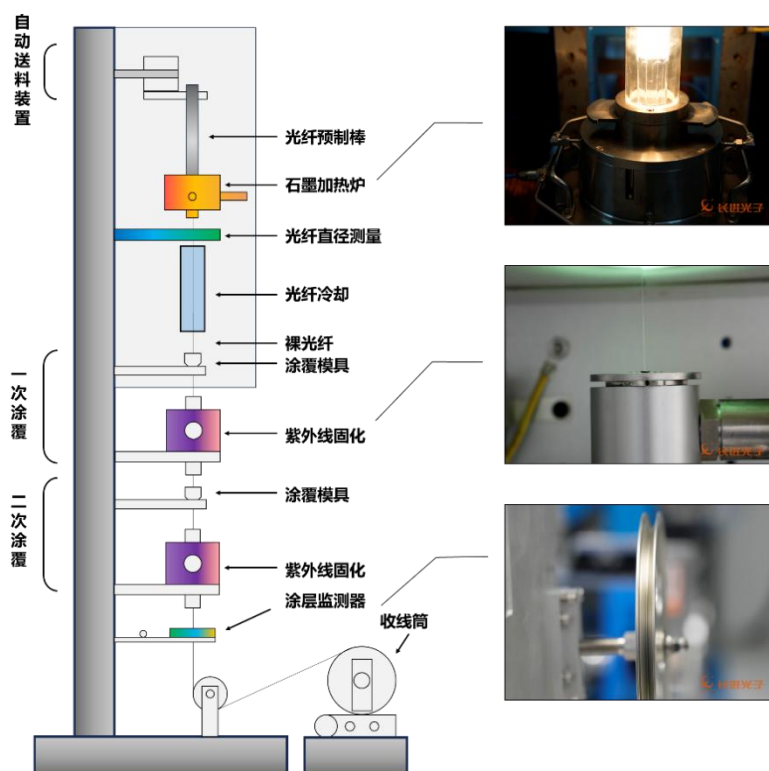 自动送料装置
光纤预制棒
石墨加热炉
光纤直径测量
光纤冷却
裸光纤
涂覆模具
一次涂覆
紫外线固化
涂覆模具
二次涂覆
紫外线固化
涂层监测器
收线筒
长进光子
长进光子
长进光子